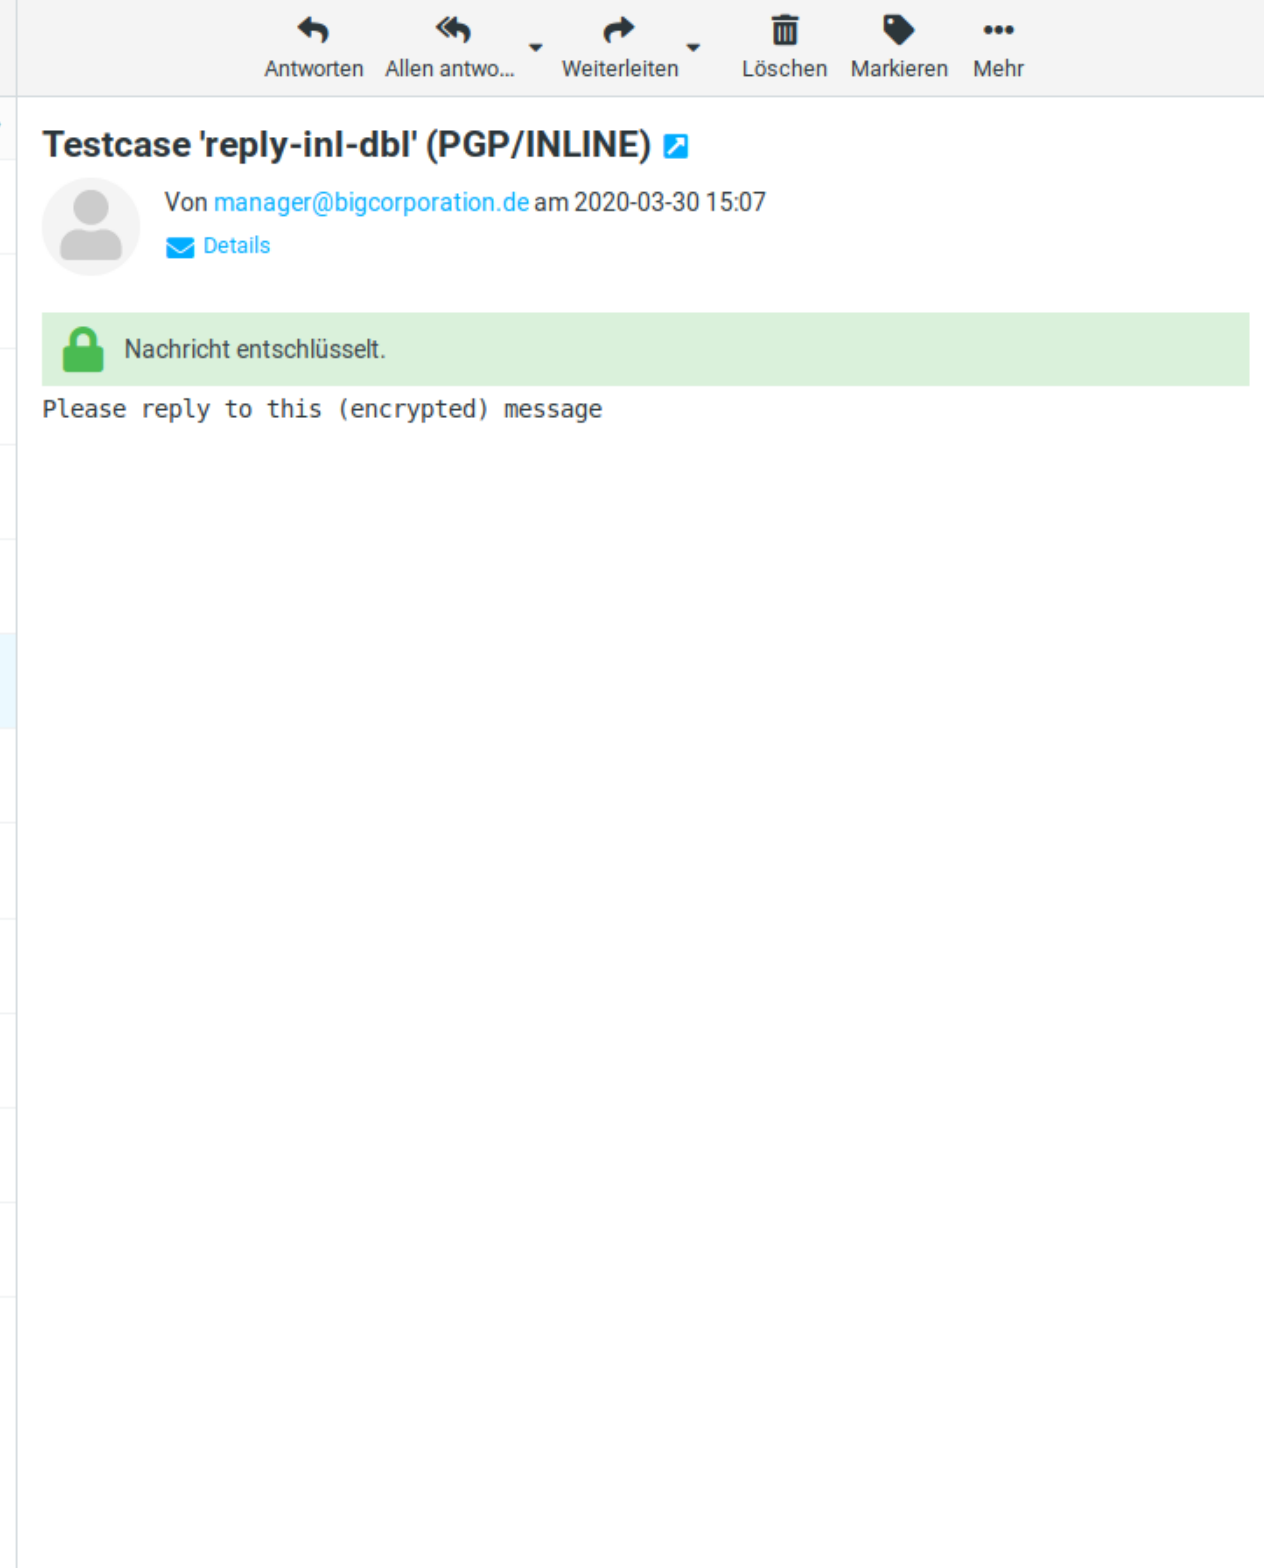 Antworten Allen antwo... Weiterleiten Löschen Markieren Mehr
Testcase 'reply-inl-dbl' (PGP/INLINE)
Von manager@bigcorporation.de am 2020-03-30 15:07
Details
Nachricht entschlüsselt.
Please reply to this (encrypted) message